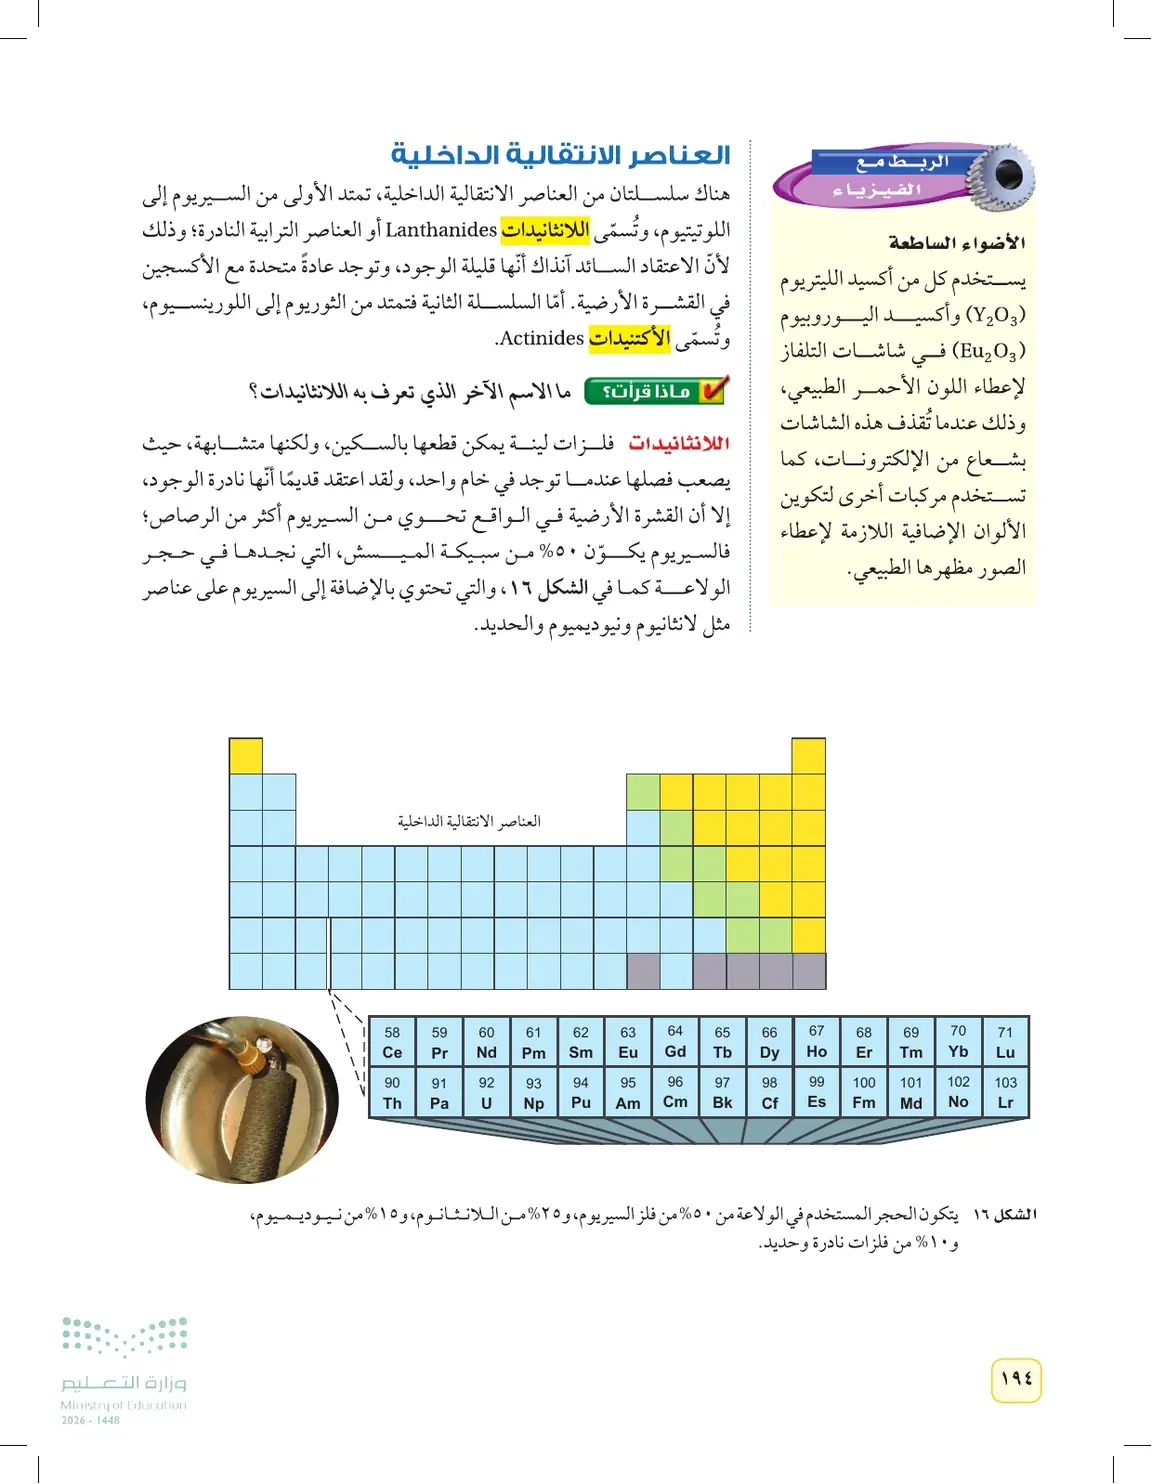 العناصر الانتقالية الداخلية
هناك سلسلتان من العناصر الانتقالية الداخلية، تمتد الأولى من السيريوم إلى
اللوتيتيوم، وتُسمّى اللانثانيدات Lanthanides أو العناصر الترابية النادرة؛ وذلك
لأنّ الاعتقاد السائد آنذاك أنّها قليلة الوجود، وتوجد عادةً متحدة مع الأكسجين
في القشرة الأرضية. أمّا السلسلة الثانية فتمتد من الثوريوم إلى اللورينسيوم،
وتُسمّى الأكتنيدات Actinides.
ماذا قرأت؟ ما الاسم الآخر الذي تعرف به اللانثانيدات؟
اللانثانيدات فلزات لينة يمكن قطعها بالسكين، ولكنها متشابهة، حيث
يصعب فصلها عندما توجد في خام واحد، ولقد اعتقد قديمًا أنّها نادرة الوجود،
إلا أن القشرة الأرضية في الواقع تحوي من السيريوم أكثر من الرصاص؛
فالسيريوم يكوّن ٥٠% من سبيكة الميسش، التي نجدها في حجر
الولاعة كما في الشكل ١٦، والتي تحتوي بالإضافة إلى السيريوم على عناصر
مثل لانثانيوم ونيوديميوم والحديد.
الربط مع
الفيزياء
الأضواء الساطعة
يستخدم كل من أكسيد الليتريوم
(Y₂O₃) وأكسيد اليوروبيوم
(Eu₂O₃) في شاشات التلفاز
لإعطاء اللون الأحمر الطبيعي،
وذلك عندما تُقذف هذه الشاشات
بشعاع من الإلكترونات، كما
تستخدم مركبات أخرى لتكوين
الألوان الإضافية اللازمة لإعطاء
الصور مظهرها الطبيعي.
العناصر الانتقالية الداخلية
58 59 60 61 62 63 64 65 66 67 68 69 70 71
Ce Pr Nd Pm Sm Eu Gd Tb Dy Ho Er Tm Yb Lu
90 91 92 93 94 95 96 97 98 99 100 101 102 103
Th Pa U Np Pu Am Cm Bk Cf Es Fm Md No Lr
الشكل ١٦ يتكون الحجر المستخدم في الولاعة من ٥٠% من فلز السيريوم، و٢٥% من اللانثانوم، و١٥% من نيوديميوم،
و١٠% من فلزات نادرة وحديد.
وزارة التعليم
Ministry of Education
2026 - 1448
١٩٤